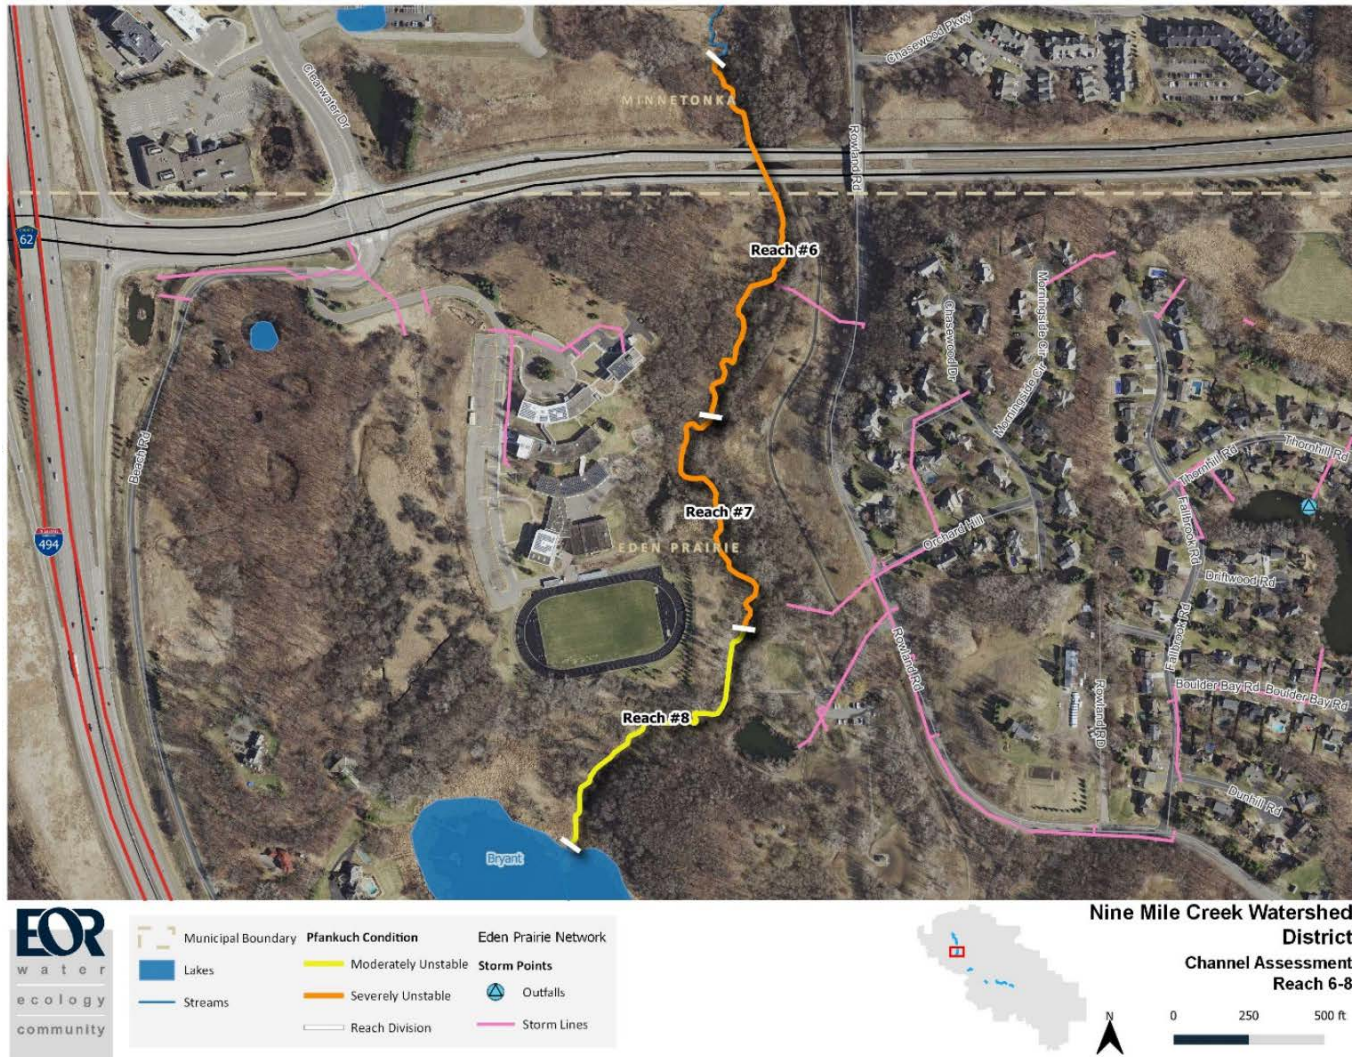 Chasewood Pkwy
Clearwater Dr
MINNETONKA
Rowland Rd
62
Reach #6
Chasewood Dr
Morningside Cir
Morningside Cir
Beach Rd
Thornhill Rd
Thornhill Rd
Fallbrook Rd
494
Reach #7
EDEN PRAIRIE
Orchard Hill
Driftwood Rd
Rowland Rd
Fallbrook Rd
Boulder Bay Rd
Boulder Bay Rd
Rowland RD
Reach #8
Dunhill Rd
Bryant
EOR
water
ecology
community
Municipal Boundary
Lakes
Streams
Pfankuch Condition
Moderately Unstable
Severely Unstable
Reach Division
Eden Prairie Network
Storm Points
Outfalls
Storm Lines
Nine Mile Creek Watershed
District
Channel Assessment
Reach 6-8
N
0 250 500 ft